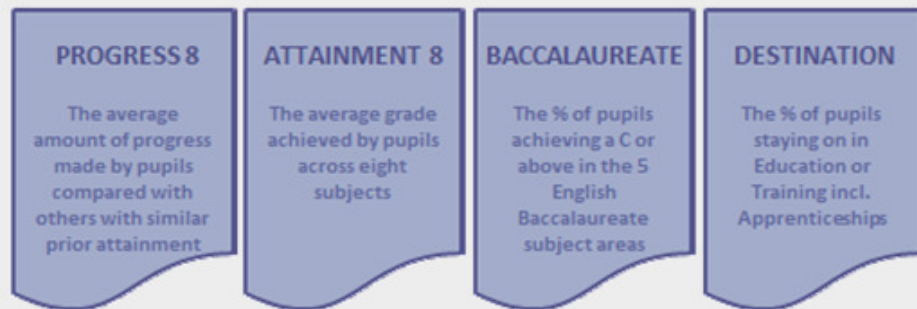 PROGRESS 8
The average
amount of progress
made by pupils
compared with
others with similar
prior attainment
ATTAINMENT 8
The average grade
achieved by pupils
across eight
subjects
BACCALAUREATE
The % of pupils
achieving a C or
above in the 5
English
Baccalaureate
subject areas
DESTINATION
The % of pupils
staying on in
Education or
Training incl.
Apprenticeships